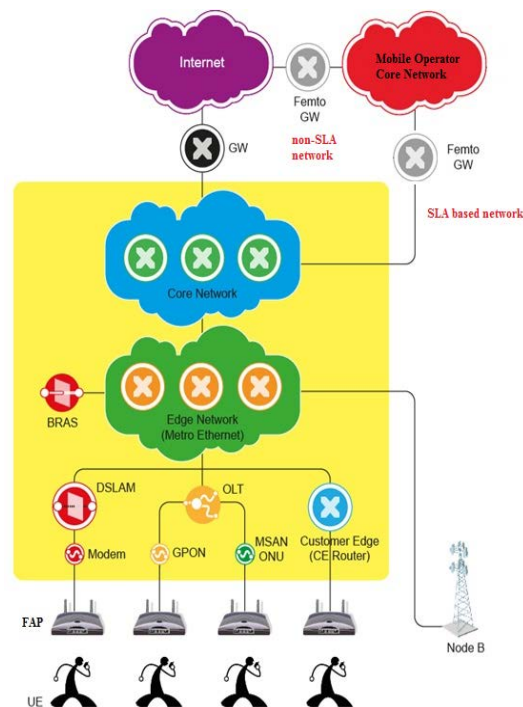 Internet
Mobile Operator
Core Network
Femto
GW
non-SLA
network
GW
Femto
GW
SLA based network
Core Network
BRAS
Edge Network
(Metro Ethernet)
DSLAM
OLT
Modem
GPON
MSAN
ONU
Customer Edge
(CE Router)
FAP
Node B
UE